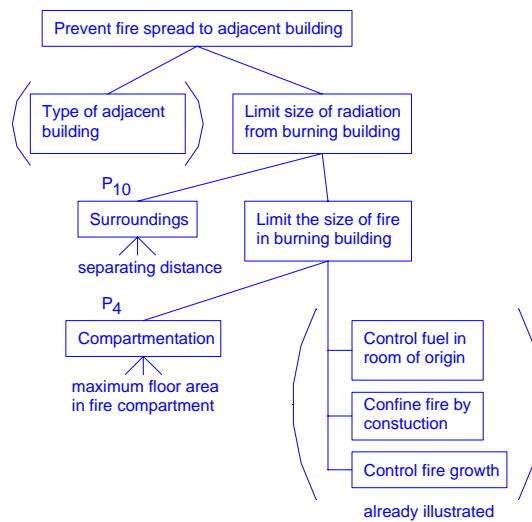 Prevent fire spread to adjacent building
Type of adjacent
building
Limit size of radiation
from burning building
P10
Surroundings
separating distance
Limit the size of fire
in burning building
P4
Compartmentation
maximum floor area
in fire compartment
Control fuel in
room of origin
Confine fire by
constuction
Control fire growth
already illustrated